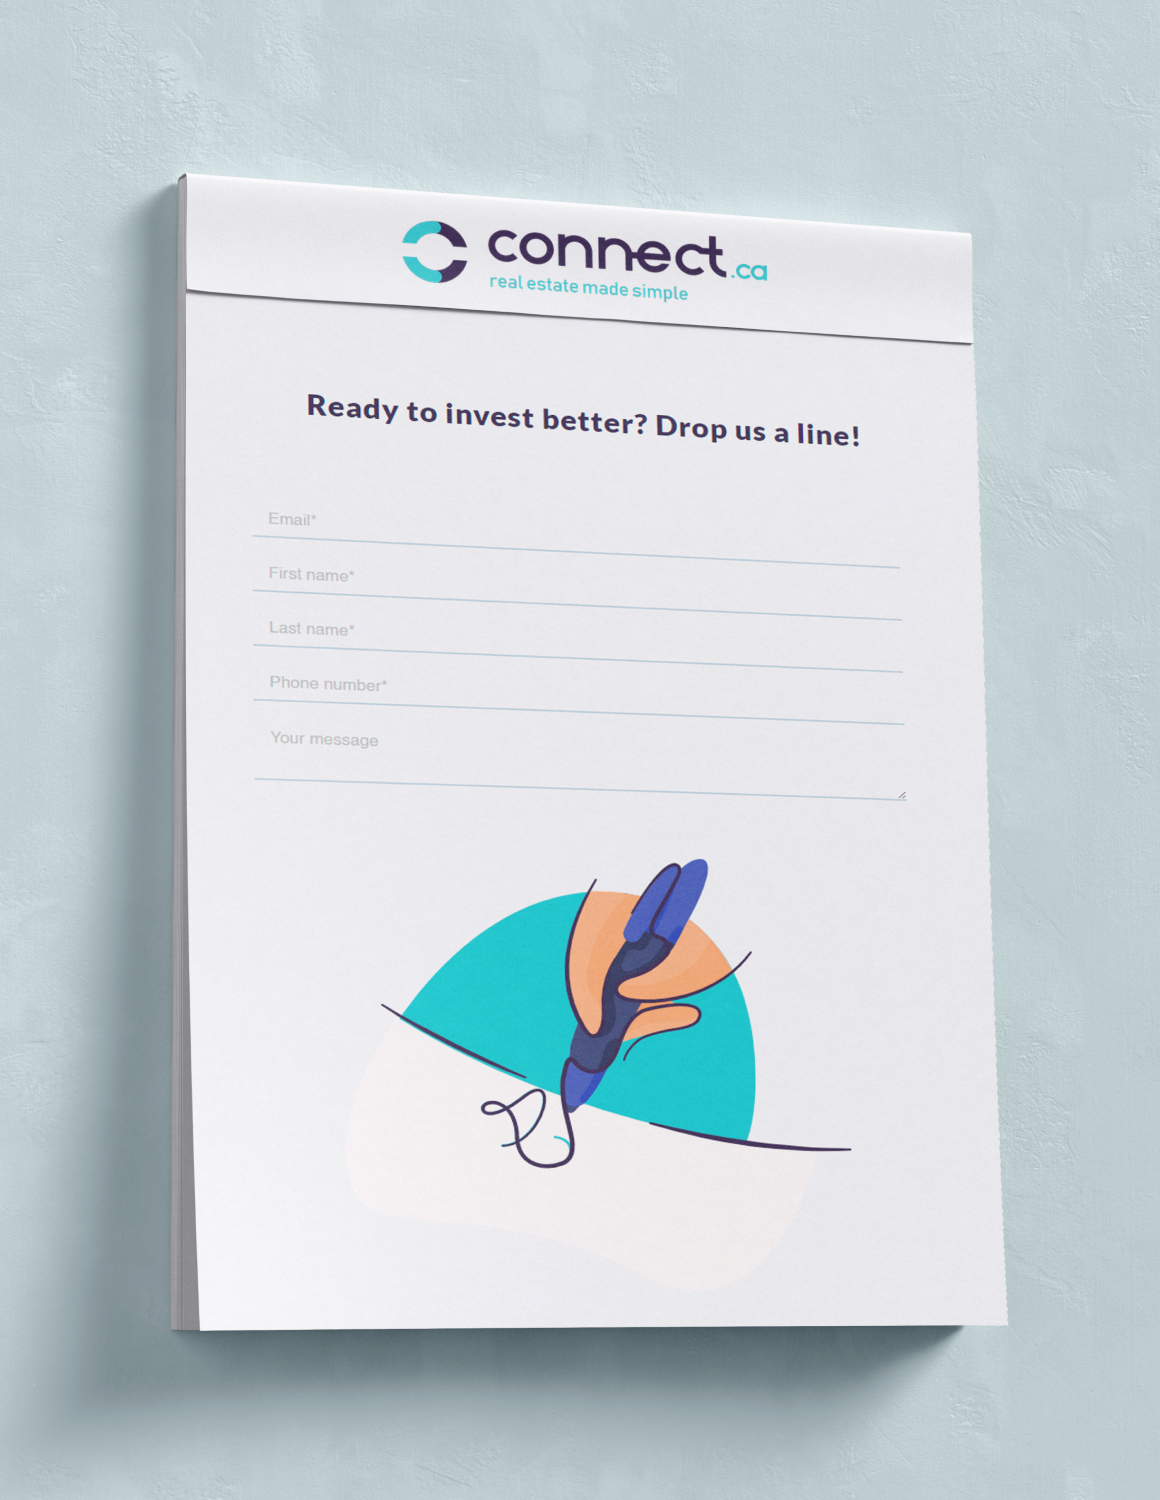 connect.ca
real estate made simple
Ready to invest better? Drop us a line!
Email*
First name*
Last name*
Phone number*
Your message